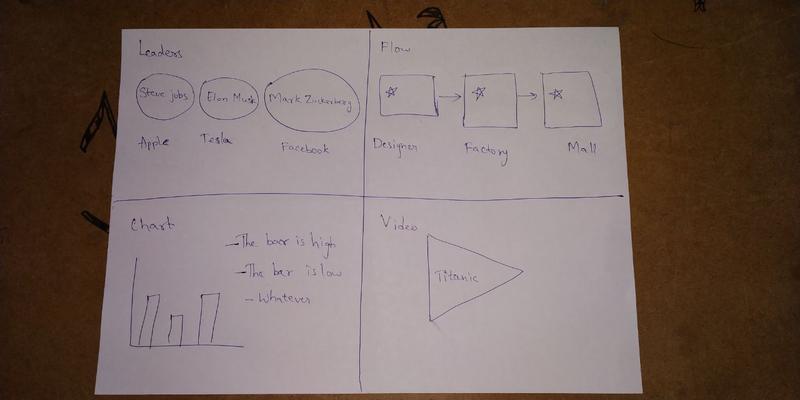 Leaders
Steve jobs
Elon Musk
Mark Zuckerberg
Apple
Tesla
Facebook
Flow
Designer
Factory
Mall
Chart
- The bar is high
- The bar is low
- Whatever
Video
Titanic